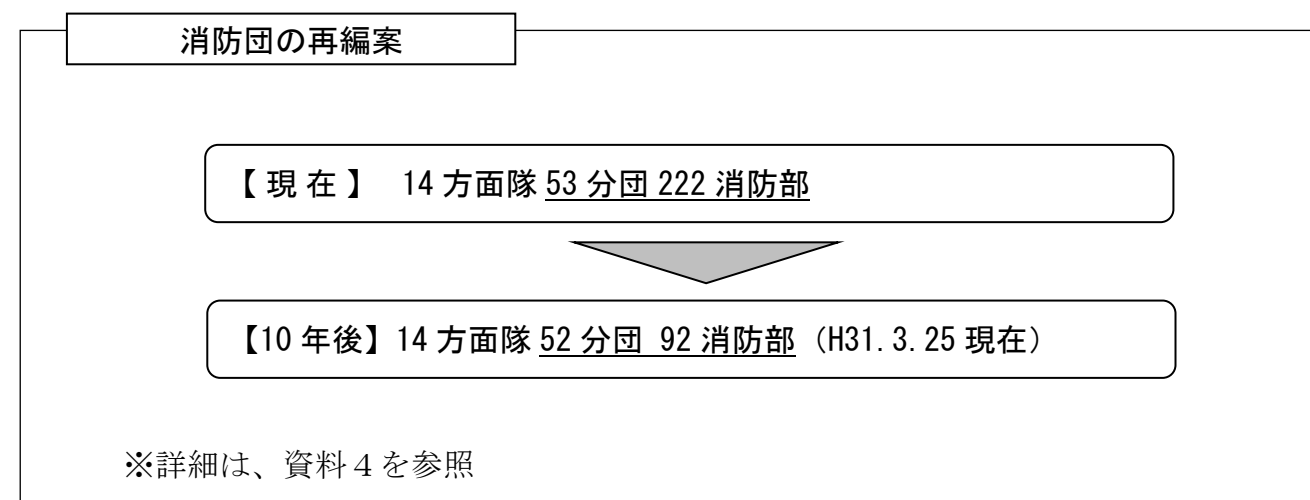 消防団の再編案
【 現 在 】 14 方面隊 53 分団 222 消防部
【10 年後】14 方面隊 52 分団 92 消防部（H31.3.25 現在）
※詳細は、資料４を参照